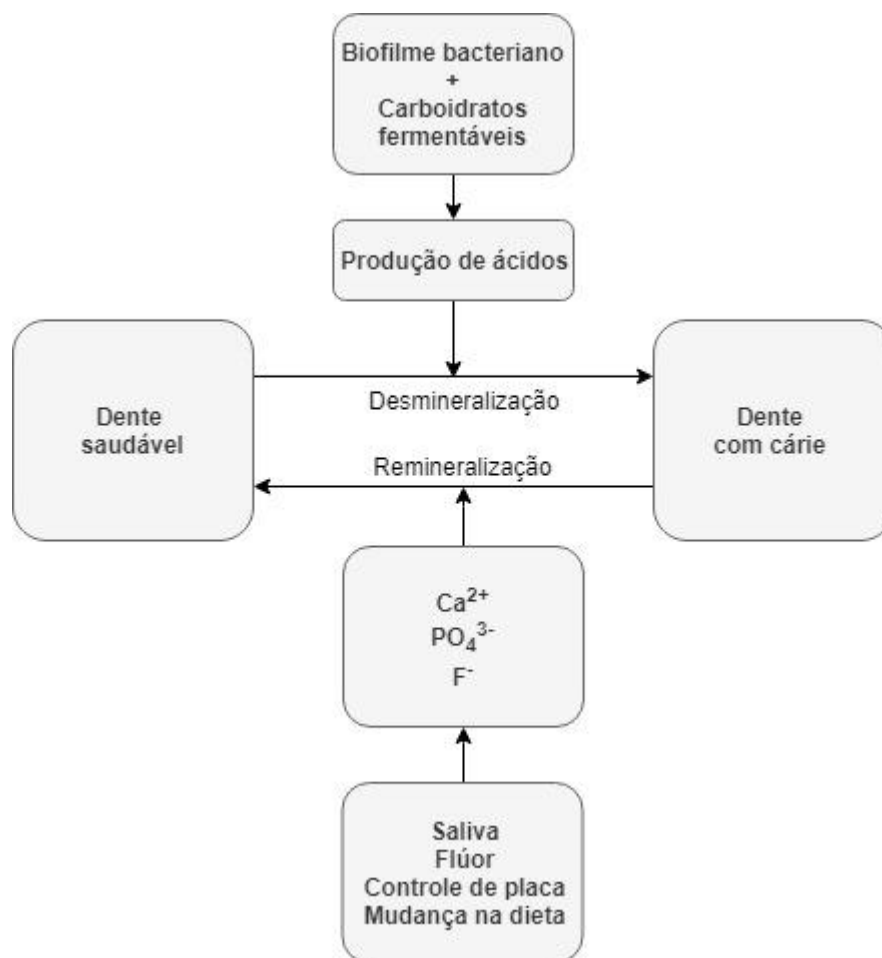 Biofilme bacteriano
+
Carboidratos
fermentáveis
Produção de ácidos
Dente
saudável
Desmineralização
Remineralização
Dente
com cárie
Ca²⁺
PO₄³⁻
F⁻
Saliva
Flúor
Controle de placa
Mudança na dieta